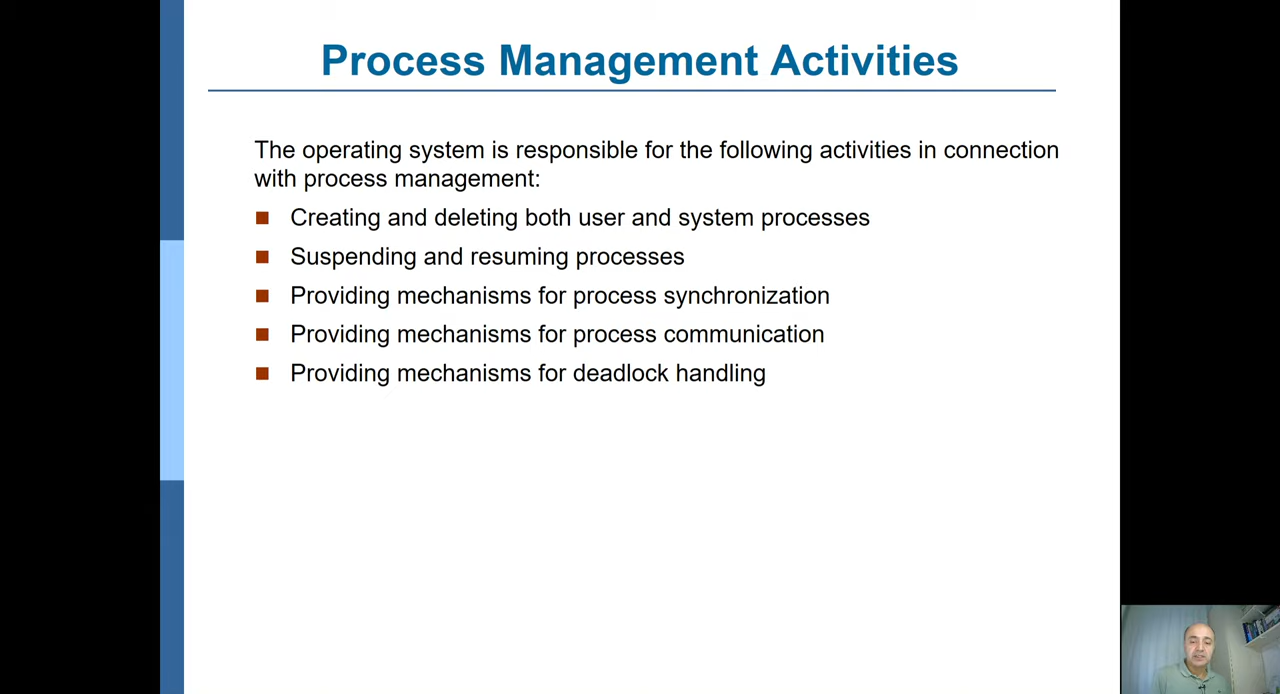 Process Management Activities
The operating system is responsible for the following activities in connection
with process management:
Creating and deleting both user and system processes
Suspending and resuming processes
Providing mechanisms for process synchronization
Providing mechanisms for process communication
Providing mechanisms for deadlock handling